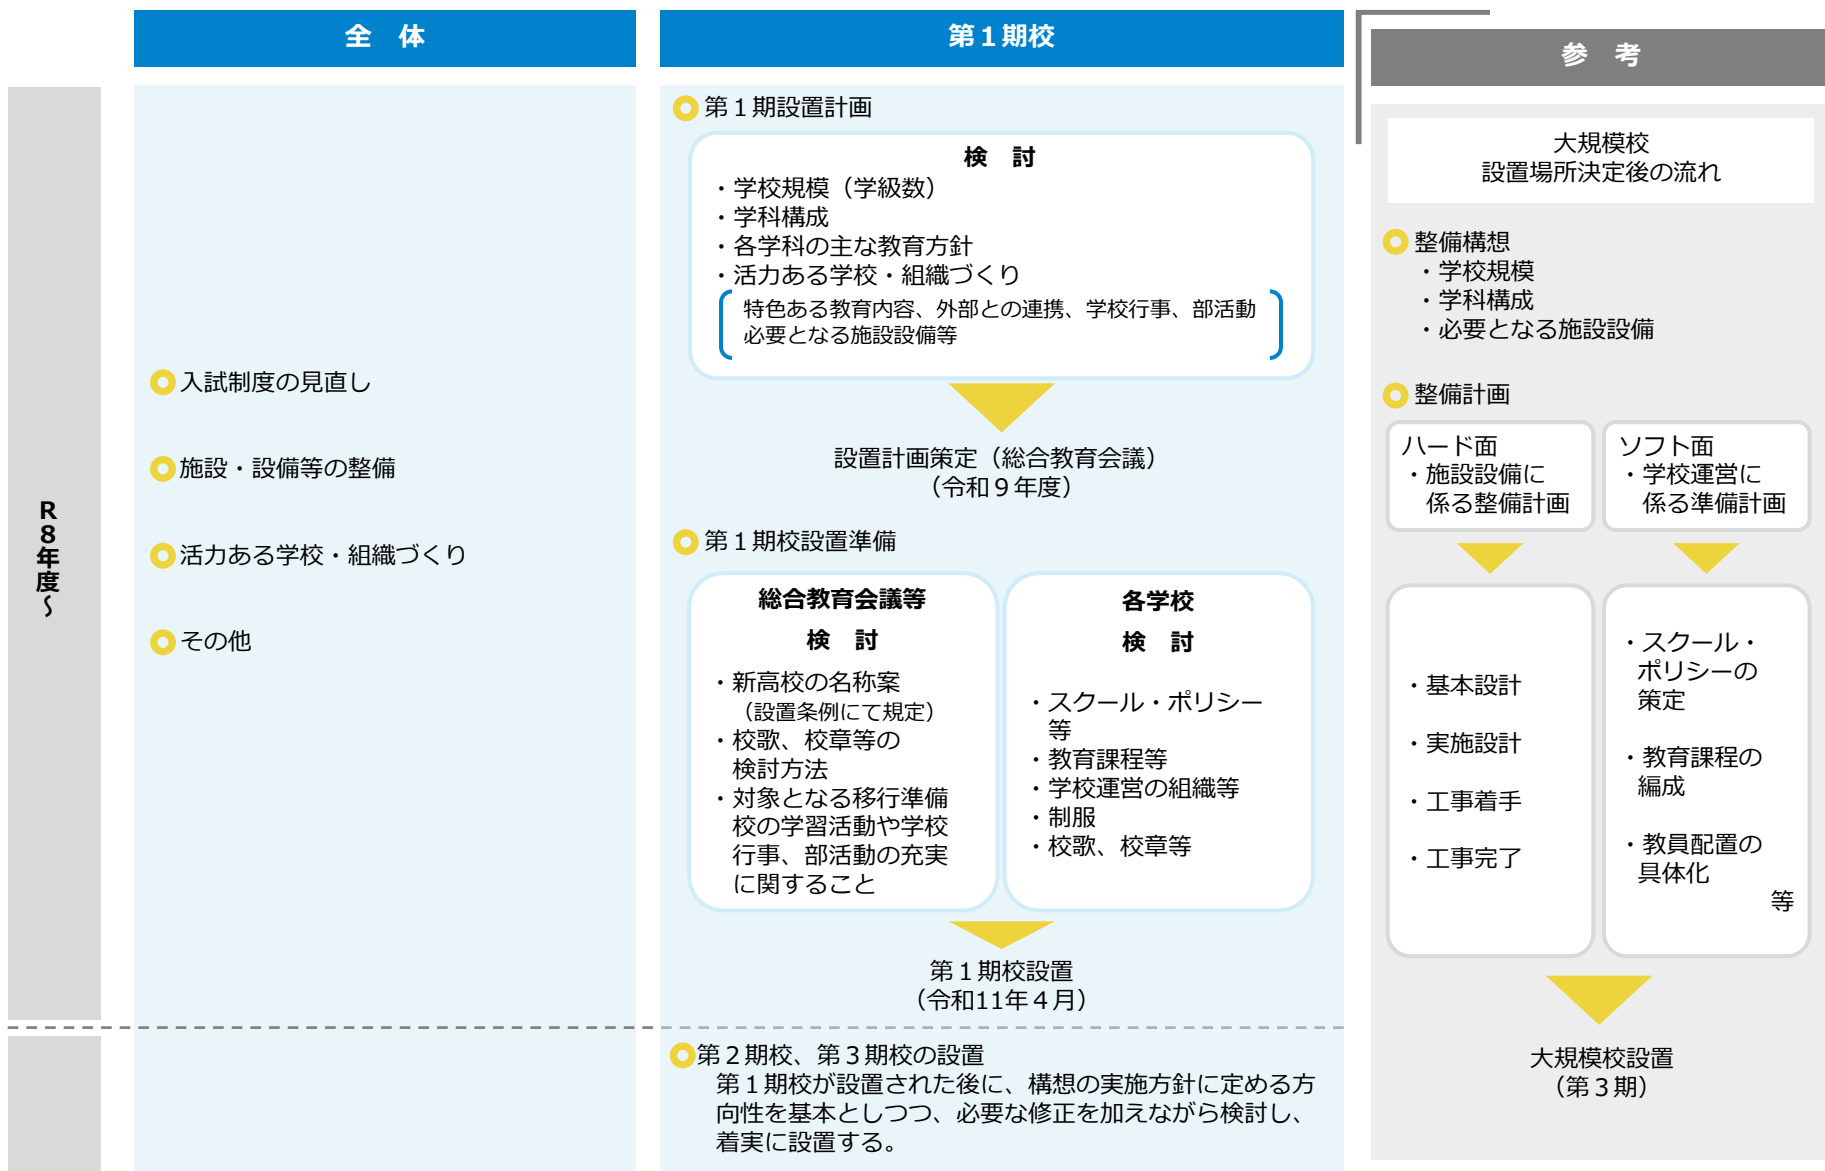 全　体
第１期校
参　考
R8年度～
入試制度の見直し
施設・設備等の整備
活力ある学校・組織づくり
その他
第１期設置計画
検　討
・学校規模（学級数）
・学科構成
・各学科の主な教育方針
・活力ある学校・組織づくり
特色ある教育内容、外部との連携、学校行事、部活動
必要となる施設設備等
設置計画策定（総合教育会議）
（令和９年度）
第１期校設置準備
総合教育会議等
検　討
・新高校の名称案
（設置条例にて規定）
・校歌、校章等の
検討方法
・対象となる移行準備
校の学習活動や学校
行事、部活動の充実
に関すること
各学校
検　討
・スクール・ポリシー
等
・教育課程等
・学校運営の組織等
・制服
・校歌、校章等
第１期校設置
（令和11年４月）
第２期校、第３期校の設置
第１期校が設置された後に、構想の実施方針に定める方
向性を基本としつつ、必要な修正を加えながら検討し、
着実に設置する。
大規模校
設置場所決定後の流れ
整備構想
・学校規模
・学科構成
・必要となる施設設備
整備計画
ハード面
・施設設備に
係る整備計画
ソフト面
・学校運営に
係る準備計画
・基本設計
・実施設計
・工事着手
・工事完了
・スクール・
ポリシーの
策定
・教育課程の
編成
・教員配置の
具体化
等
大規模校設置
（第３期）